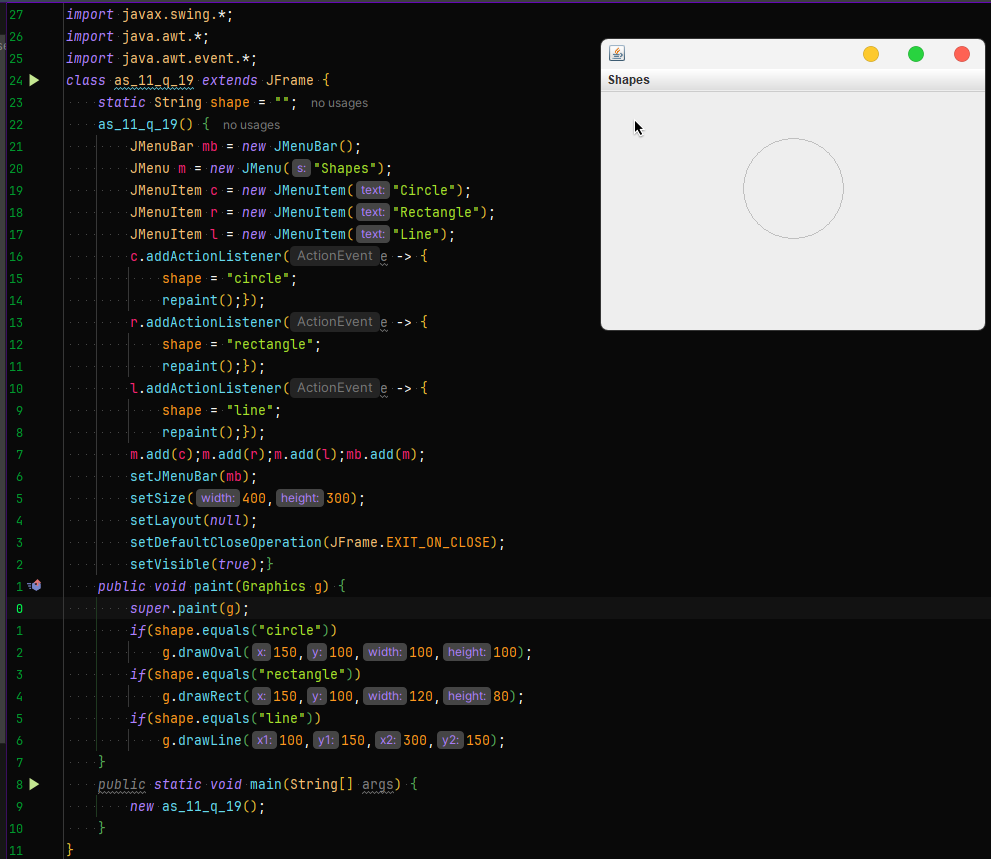 27 import javax.swing.*;
26 import java.awt.*;
25 import java.awt.event.*;
24 class as_11_q_19 extends JFrame {
23 static String shape = ""; no usages
22 as_11_q_19() { no usages
21 JMenuBar mb = new JMenuBar();
20 JMenu m = new JMenu( s: "Shapes");
19 JMenuItem c = new JMenuItem( text: "Circle");
18 JMenuItem r = new JMenuItem( text: "Rectangle");
17 JMenuItem l = new JMenuItem( text: "Line");
16 c.addActionListener( ActionEvent e -> {
15 shape = "circle";
14 repaint();});
13 r.addActionListener( ActionEvent e -> {
12 shape = "rectangle";
11 repaint();});
10 l.addActionListener( ActionEvent e -> {
9 shape = "line";
8 repaint();});
7 m.add(c);m.add(r);m.add(l);mb.add(m);
6 setJMenuBar(mb);
5 setSize( width: 400, height: 300);
4 setLayout(null);
3 setDefaultCloseOperation(JFrame.EXIT_ON_CLOSE);
2 setVisible(true);}
1 public void paint(Graphics g) {
0 super.paint(g);
1 if(shape.equals("circle"))
2 g.drawOval( x: 150, y: 100, width: 100, height: 100);
3 if(shape.equals("rectangle"))
4 g.drawRect( x: 150, y: 100, width: 120, height: 80);
5 if(shape.equals("line"))
6 g.drawLine( x1: 100, y1: 150, x2: 300, y2: 150);
7 }
8 public static void main(String[] args) {
9 new as_11_q_19();
10 }
11 }
Shapes